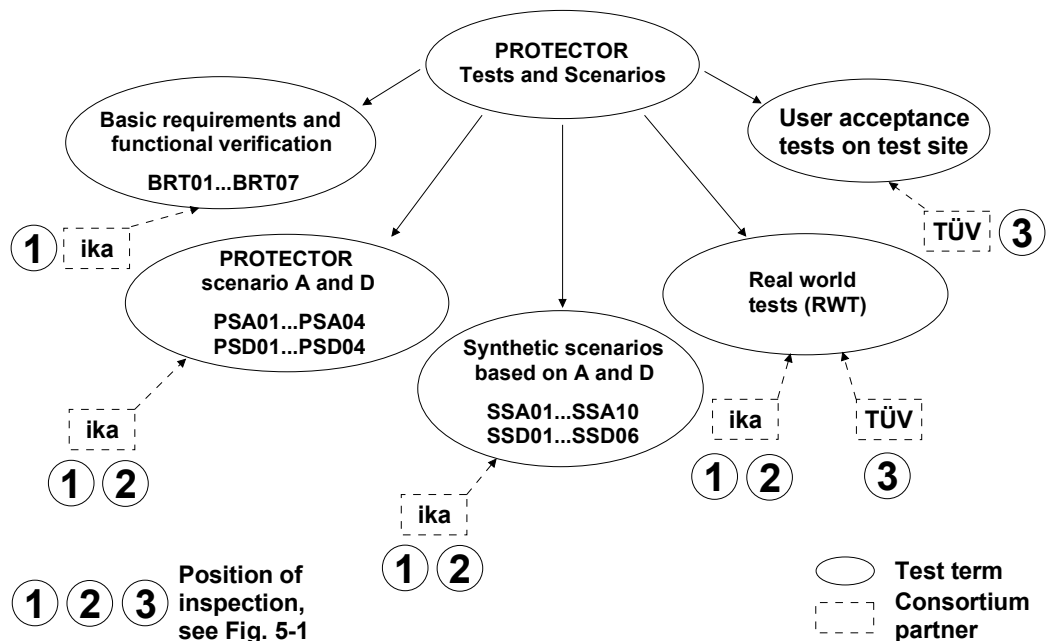 PROTECTOR
Tests and Scenarios
Basic requirements and
functional verification
BRT01...BRT07
User acceptance
tests on test site
1
ika
TÜV
3
PROTECTOR
scenario A and D
PSA01...PSA04
PSD01...PSD04
Real world
tests (RWT)
Synthetic scenarios
based on A and D
SSA01...SSA10
SSD01...SSD06
ika
1 2
ika
1 2
TÜV
3
ika
1 2
1 2 3
Position of
inspection,
see Fig. 5-1
Test term
Consortium
partner